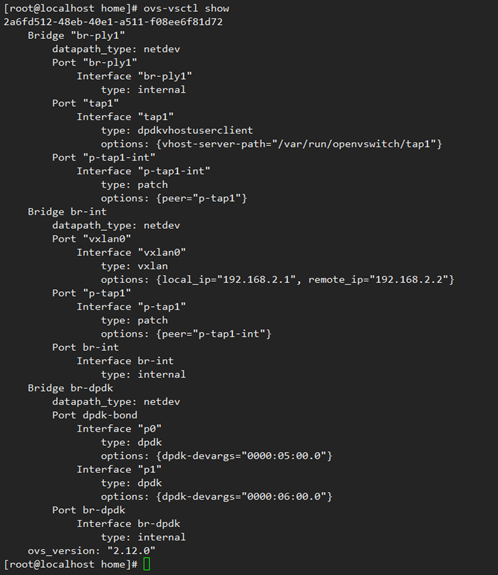 [root@localhost home]# ovs-vsctl show
2a6fd512-48eb-40e1-a511-f08ee6f81d72
    Bridge "br-ply1"
        datapath_type: netdev
        Port "br-ply1"
            Interface "br-ply1"
                type: internal
        Port "tap1"
            Interface "tap1"
                type: dpdkvhostuserclient
                options: {vhost-server-path="/var/run/openvswitch/tap1"}
        Port "p-tap1-int"
            Interface "p-tap1-int"
                type: patch
                options: {peer="p-tap1"}
    Bridge br-int
        datapath_type: netdev
        Port "vxlan0"
            Interface "vxlan0"
                type: vxlan
                options: {local_ip="192.168.2.1", remote_ip="192.168.2.2"}
        Port "p-tap1"
            Interface "p-tap1"
                type: patch
                options: {peer="p-tap1-int"}
        Port br-int
            Interface br-int
                type: internal
    Bridge br-dpdk
        datapath_type: netdev
        Port dpdk-bond
            Interface "p0"
                type: dpdk
                options: {dpdk-devargs="0000:05:00.0"}
            Interface "p1"
                type: dpdk
                options: {dpdk-devargs="0000:06:00.0"}
        Port br-dpdk
            Interface br-dpdk
                type: internal
    ovs_version: "2.12.0"
[root@localhost home]#